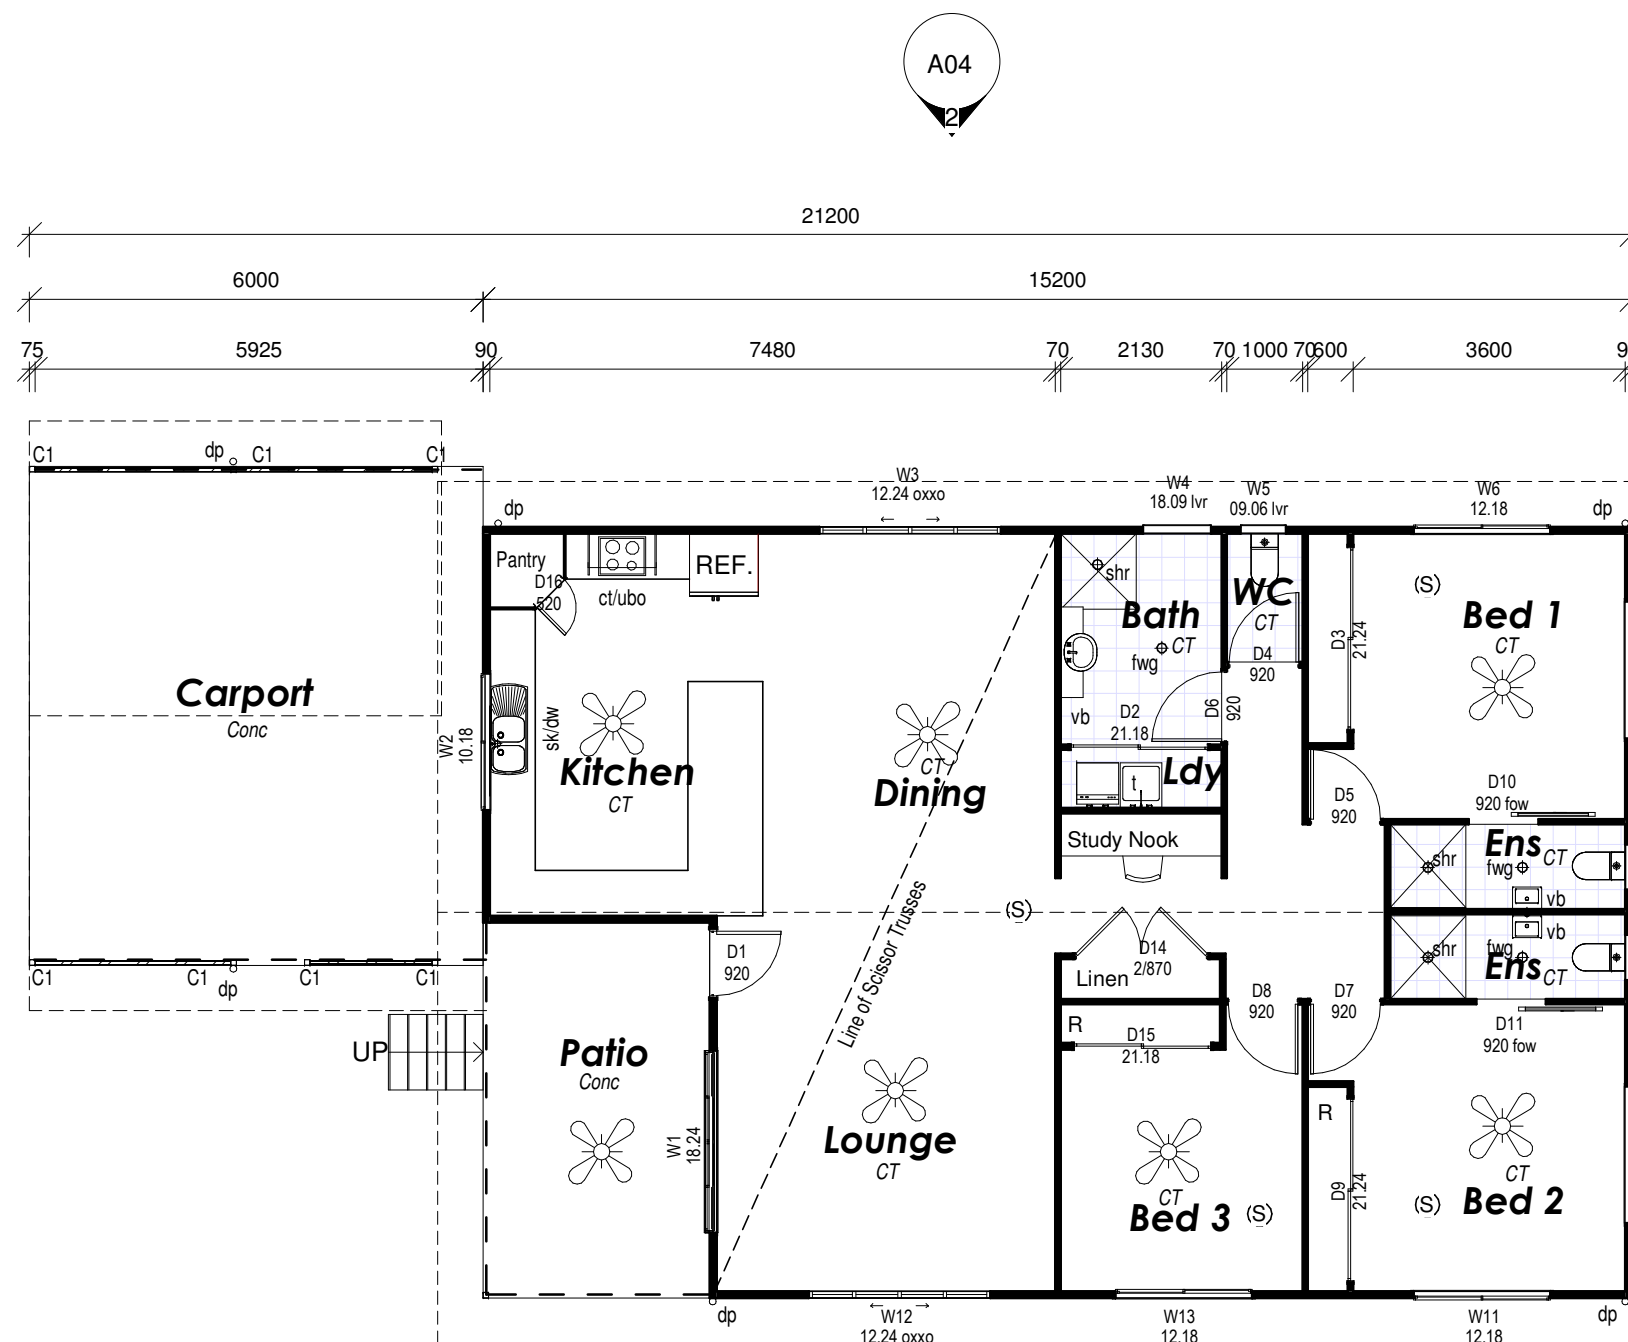 A04
2
21200
6000
15200
75
5925
90
7480
70
2130
70
1000
70
600
3600
9
C1
dp
C1
C1
dp
W3
12.24 oxxo
W4
18.09 lvr
W5
09.06 lvr
W6
12.18
dp
Pantry
D16
520
ct/ubo
REF.
shr
Bath
CT
fwg
vb
WC
CT
D4
920
D6
920
D3
21.24
(S)
Bed 1
CT
Carport
Conc
W2
10.18
sk/dw
Kitchen
CT
CT
Dining
D2
21.18
Ldy
t
D5
920
D10
920 fow
Study Nook
shr
Ens
CT
fwg
vb
(S)
Line of Scissor Trusses
shr
fwg
vb
Ens
CT
C1
C1
dp
C1
C1
D1
920
D14
2/870
Linen
D8
920
D7
920
D11
920 fow
UP
Patio
Conc
W1
18.24
R
D15
21.18
Lounge
CT
R
D9
21.24
CT
Bed 3
(S)
(S)
CT
Bed 2
dp
W12
12.24 oxxo
W13
12.18
W11
12.18
dp